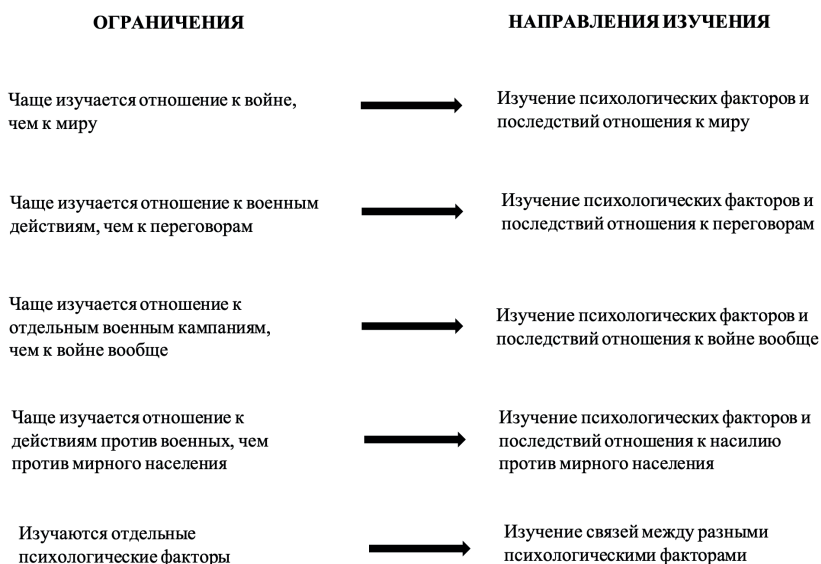 ОГРАНИЧЕНИЯ
НАПРАВЛЕНИЯ ИЗУЧЕНИЯ
Чаще изучается отношение к войне,
чем к миру
Изучение психологических факторов и
последствий отношения к миру
Чаще изучается отношение к военным
действиям, чем к переговорам
Изучение психологических факторов и
последствий отношения к переговорам
Чаще изучается отношение к
отдельным военным кампаниям,
чем к войне вообще
Изучение психологических факторов и
последствий отношения к войне вообще
Чаще изучается отношение к
действиям против военных, чем
против мирного населения
Изучение психологических факторов и
последствий отношения к насилию
против мирного населения
Изучаются отдельные
психологические факторы
Изучение связей между разными
психологическими факторами